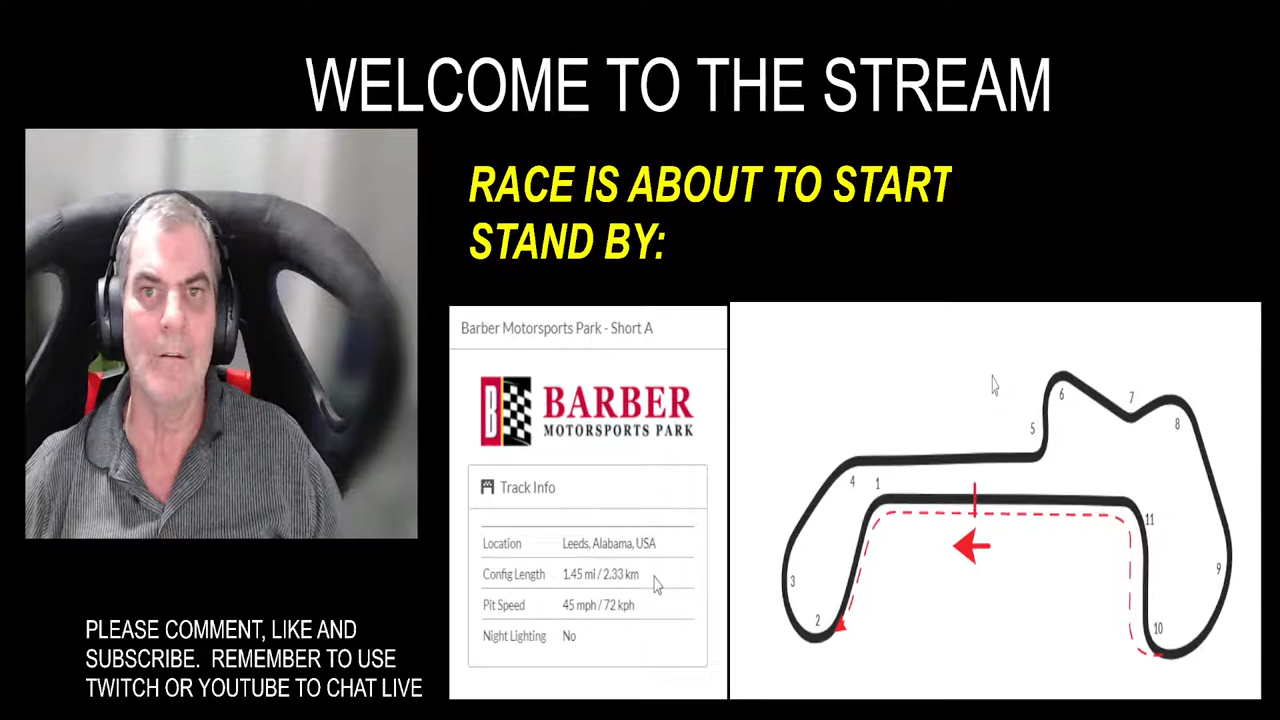 WELCOME TO THE STREAM
RACE IS ABOUT TO START
STAND BY:
Barber Motorsports Park - Short A
B BARBER
MOTORSPORTS PARK
Track Info
Location Leeds, Alabama, USA
Config Length 1.45 mi / 2.33 km
Pit Speed 45 mph / 72 kph
Night Lighting No
6
7
5
8
4
1
11
3
9
2
10
PLEASE COMMENT, LIKE AND
SUBSCRIBE. REMEMBER TO USE
TWITCH OR YOUTUBE TO CHAT LIVE